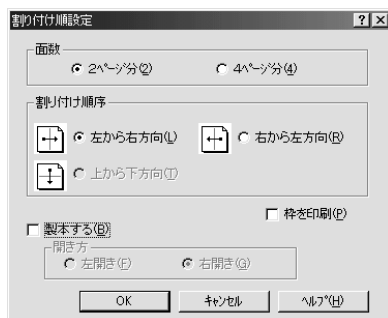 割り付け順設定
面数
2ページ分(2) 4ページ分(4)
割り付け順序
左から右方向(L) 右から左方向(R)
上から下方向(T)
枠を印刷(P)
製本する(B)
開き方
左開き(F) 右開き(G)
OK キャンセル ヘルプ(H)